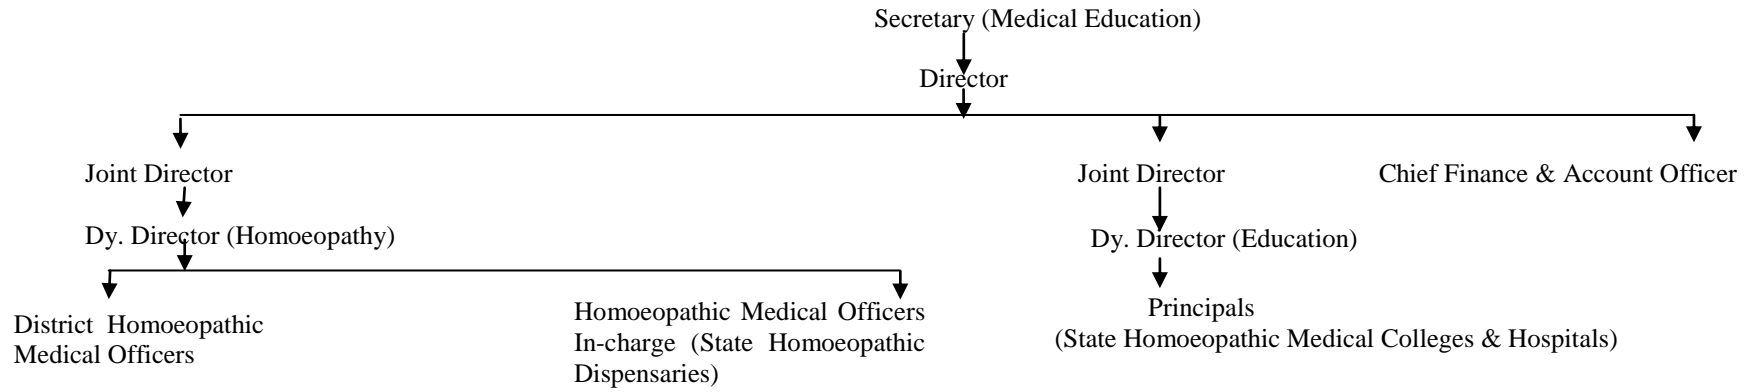 Secretary (Medical Education)
Director
Joint Director
Joint Director
Chief Finance & Account Officer
Dy. Director (Homoeopathy)
Dy. Director (Education)
District Homoeopathic
Medical Officers
Homoeopathic Medical Officers
In-charge (State Homoeopathic
Dispensaries)
Principals
(State Homoeopathic Medical Colleges & Hospitals)